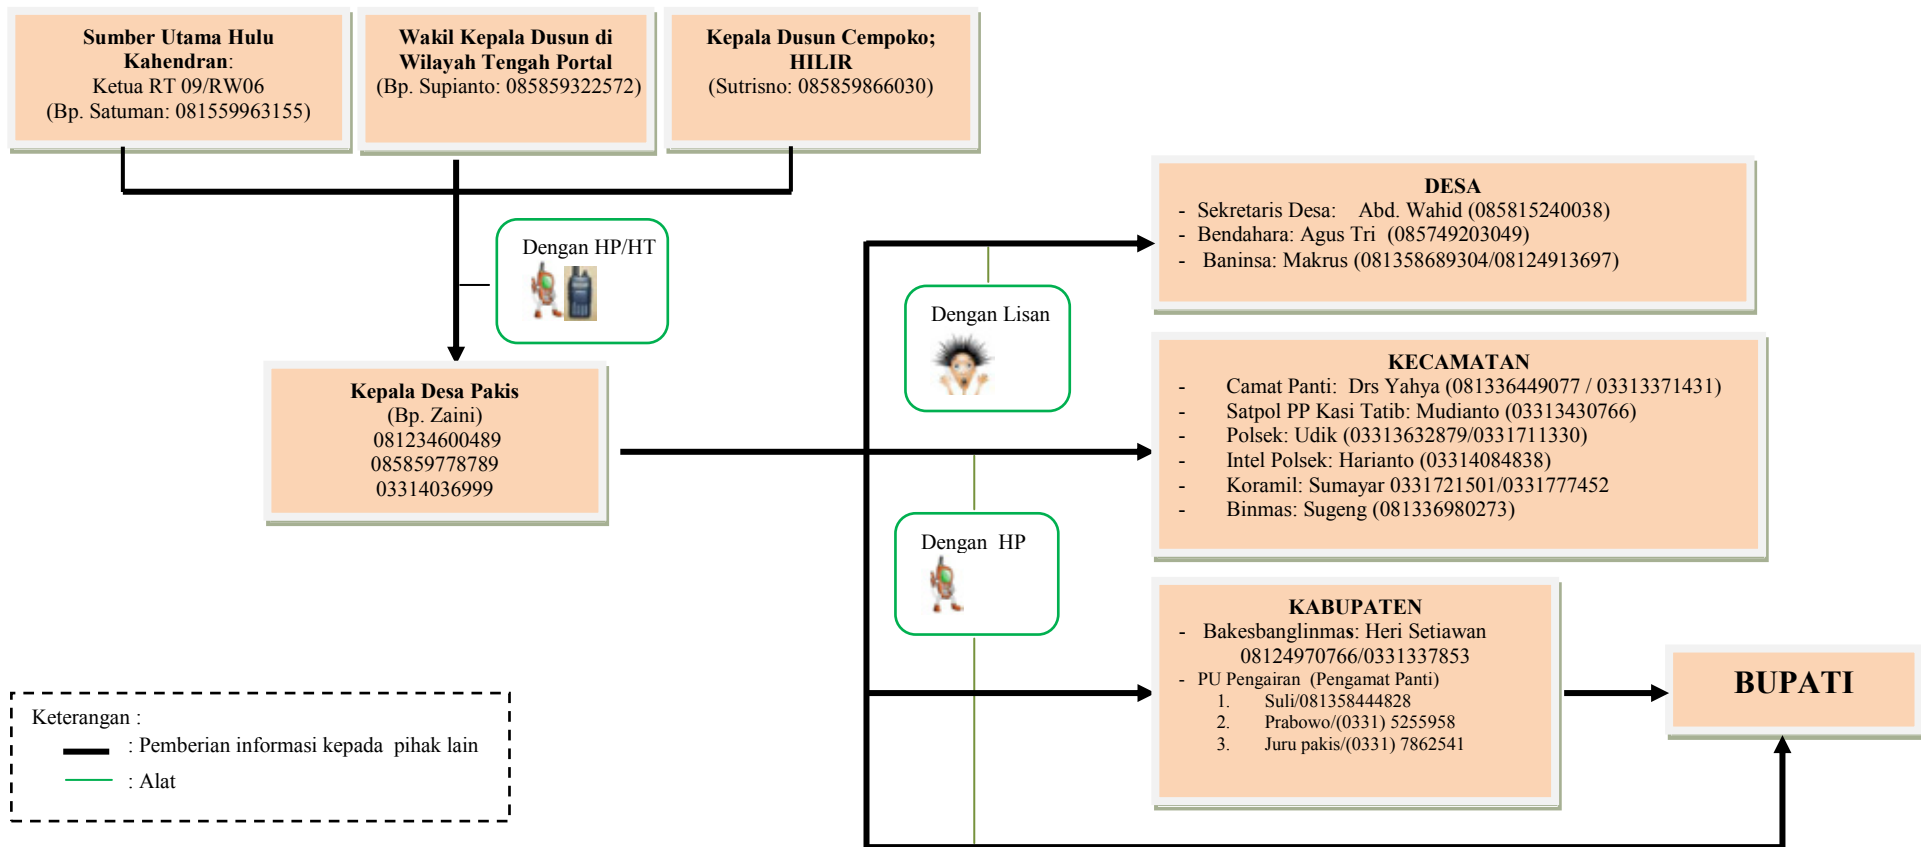 Sumber Utama Hulu
Kahendran:
Ketua RT 09/RW06
(Bp. Satuman: 081559963155)
Wakil Kepala Dusun di
Wilayah Tengah Portal
(Bp. Supianto: 085859322572)
Kepala Dusun Cempoko;
HILIR
(Sutrisno: 085859866030)
Dengan HP/HT
Kepala Desa Pakis
(Bp. Zaini)
081234600489
085859778789
03314036999
Dengan Lisan
Dengan HP
DESA
- Sekretaris Desa: Abd. Wahid (085815240038)
- Bendahara: Agus Tri (085749203049)
- Baninsa: Makrus (081358689304/08124913697)
KECAMATAN
- Camat Panti: Drs Yahya (081336449077 / 03313371431)
- Satpol PP Kasi Tatib: Mudianto (03313430766)
- Polsek: Udik (03313632879/0331711330)
- Intel Polsek: Harianto (03314084838)
- Koramil: Sumayar 0331721501/0331777452
- Binmas: Sugeng (081336980273)
KABUPATEN
- Bakesbanglinmas: Heri Setiawan
08124970766/0331337853
- PU Pengairan (Pengamat Panti)
1. Suli/081358444828
2. Prabowo/(0331) 5255958
3. Juru pakis/(0331) 7862541
BUPATI
Keterangan :
: Pemberian informasi kepada pihak lain
: Alat